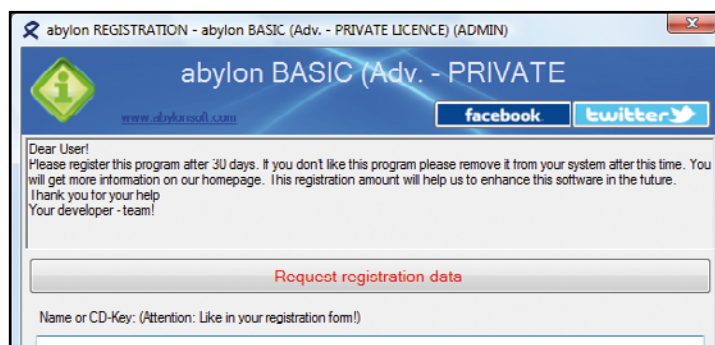 abylon REGISTRATION - abylon BASIC (Adv. - PRIVATE LICENCE) (ADMIN)
abylon BASIC (Adv. - PRIVATE
www.abylonsoft.com
facebook
twitter
Dear User!
Please register this program after 30 days. If you don't like this program please remove it from your system after this time. You
will get more information on our homepage. This registration amount will help us to enhance this software in the future.
Thank you for your help
Your developer - team!
Request registration data
Name or CD-Key: (Attention: Like in your registration form!)